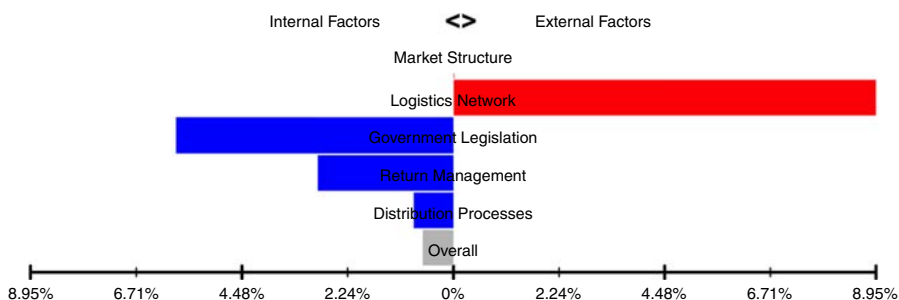 Internal Factors <> External Factors
Market Structure
Logistics Network
Government Legislation
Return Management
Distribution Processes
Overall
8.95% 6.71% 4.48% 2.24% 0% 2.24% 4.48% 6.71% 8.95%